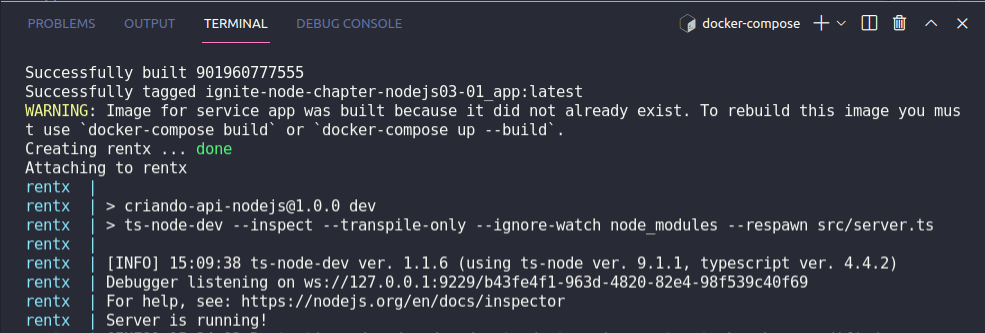 PROBLEMS OUTPUT TERMINAL DEBUG CONSOLE docker-compose
Successfully built 901960777555
Successfully tagged ignite-node-chapter-nodejs03-01_app:latest
WARNING: Image for service app was built because it did not already exist. To rebuild this image you mus
t use `docker-compose build` or `docker-compose up --build`.
Creating rentx ... done
Attaching to rentx
rentx |
rentx | > criando-api-nodejs@1.0.0 dev
rentx | > ts-node-dev --inspect --transpile-only --ignore-watch node_modules --respawn src/server.ts
rentx |
rentx | [INFO] 15:09:38 ts-node-dev ver. 1.1.6 (using ts-node ver. 9.1.1, typescript ver. 4.4.2)
rentx | Debugger listening on ws://127.0.0.1:9229/b43fe4f1-963d-4820-82e4-98f539c40f69
rentx | For help, see: https://nodejs.org/en/docs/inspector
rentx | Server is running!